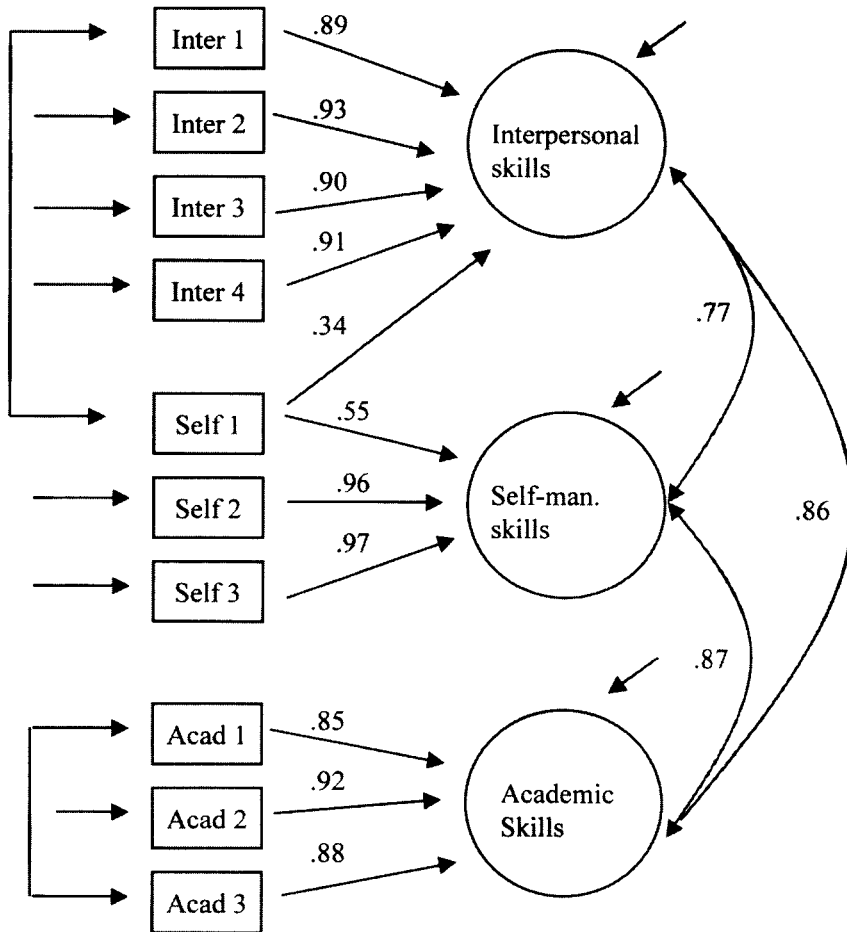 Inter 1
.89
Inter 2
.93
Inter 3
.90
Inter 4
.91
.34
Interpersonal
skills
.77
Self 1
.55
Self 2
.96
Self 3
.97
Self-man.
skills
.86
.87
Acad 1
.85
Acad 2
.92
Acad 3
.88
Academic
Skills